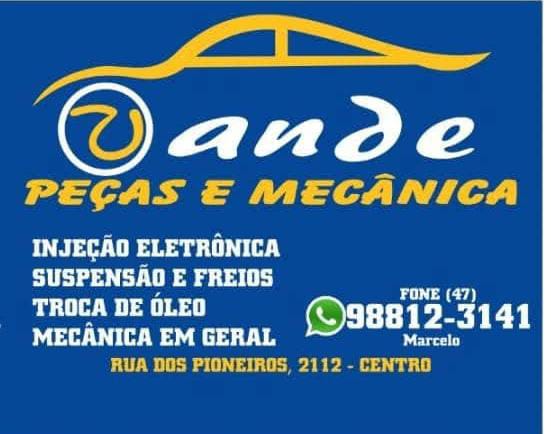 Vande
PEÇAS E MECÂNICA
INJEÇÃO ELETRÔNICA
SUSPENSÃO E FREIOS
TROCA DE ÓLEO
MECÂNICA EM GERAL
FONE (47)
98812-3141
Marcelo
RUA DOS PIONEIROS, 2112 - CENTRO